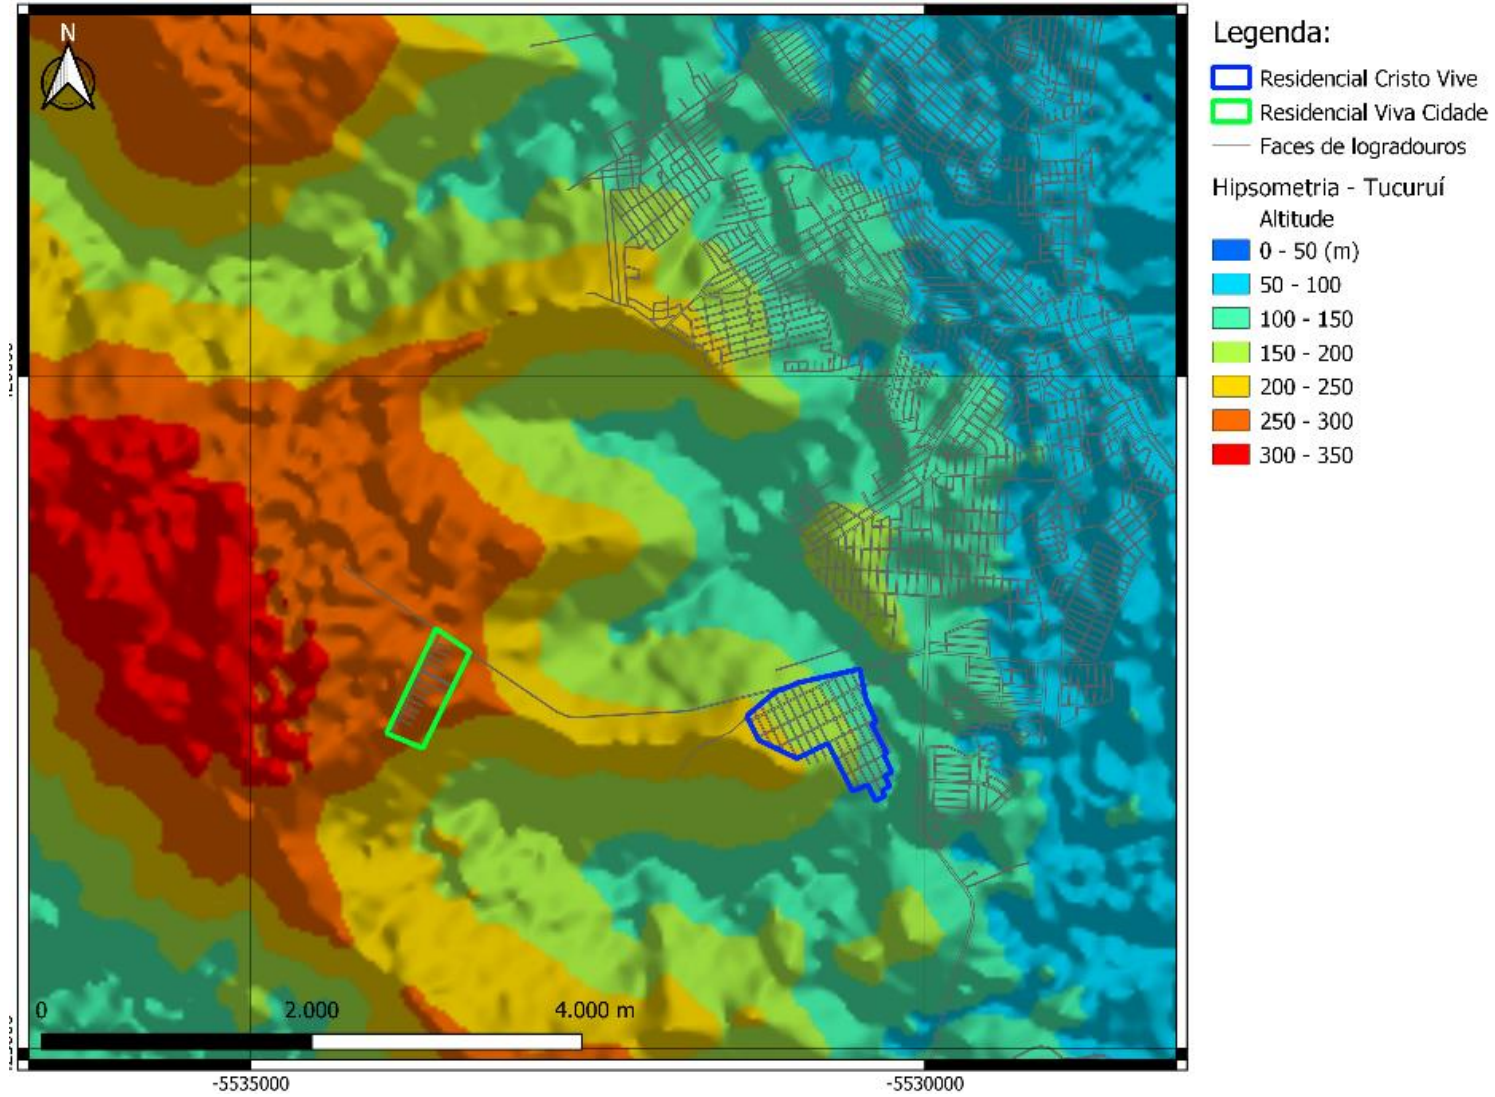 N
Legenda:
Residencial Cristo Vive
Residencial Viva Cidade
Faces de logradouros
Hipsometria - Tucuruí
Altitude
0 - 50 (m)
50 - 100
100 - 150
150 - 200
200 - 250
250 - 300
300 - 350
0 2.000 4.000 m
-5535000 -5530000